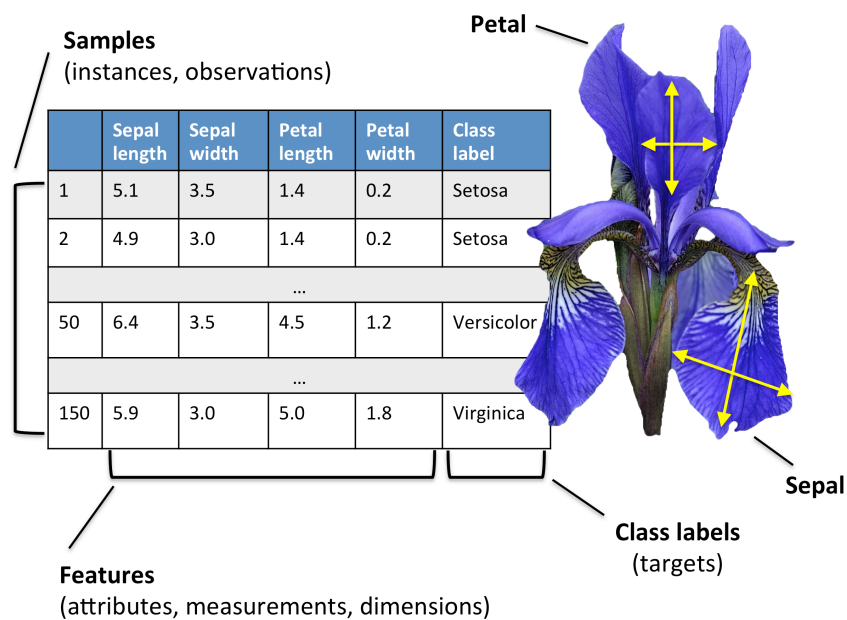 Samples
(instances, observations)
Petal
Sepal length Sepal width Petal length Petal width Class label
1 5.1 3.5 1.4 0.2 Setosa
2 4.9 3.0 1.4 0.2 Setosa
...
50 6.4 3.5 4.5 1.2 Versicolor
...
150 5.9 3.0 5.0 1.8 Virginica
Sepal
Class labels
(targets)
Features
(attributes, measurements, dimensions)